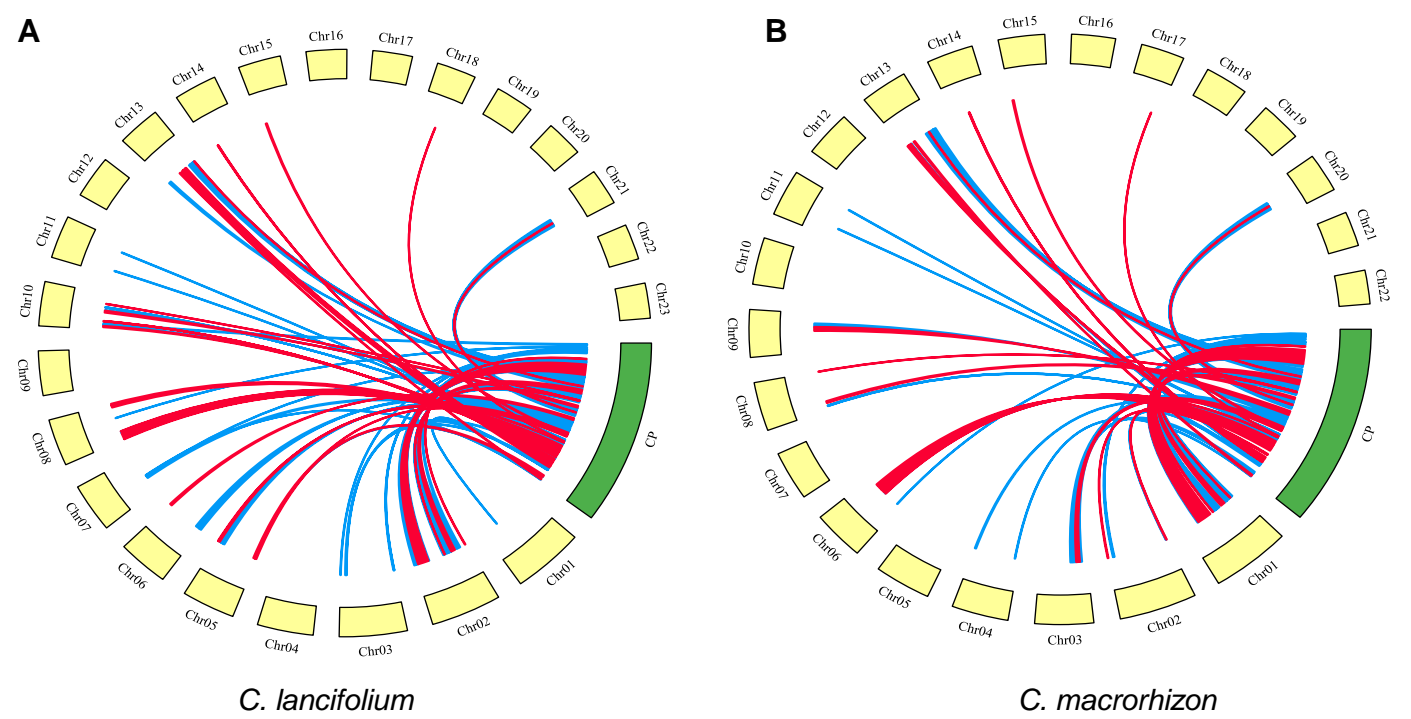 A
Chr01
Chr02
Chr03
Chr04
Chr05
Chr06
Chr07
Chr08
Chr09
Chr10
Chr11
Chr12
Chr13
Chr14
Chr15
Chr16
Chr17
Chr18
Chr19
Chr20
Chr21
Chr22
Chr23
CP
C. lancifolium
B
Chr01
Chr02
Chr03
Chr04
Chr05
Chr06
Chr07
Chr08
Chr09
Chr10
Chr11
Chr12
Chr13
Chr14
Chr15
Chr16
Chr17
Chr18
Chr19
Chr20
Chr21
Chr22
CP
C. macrorhizon